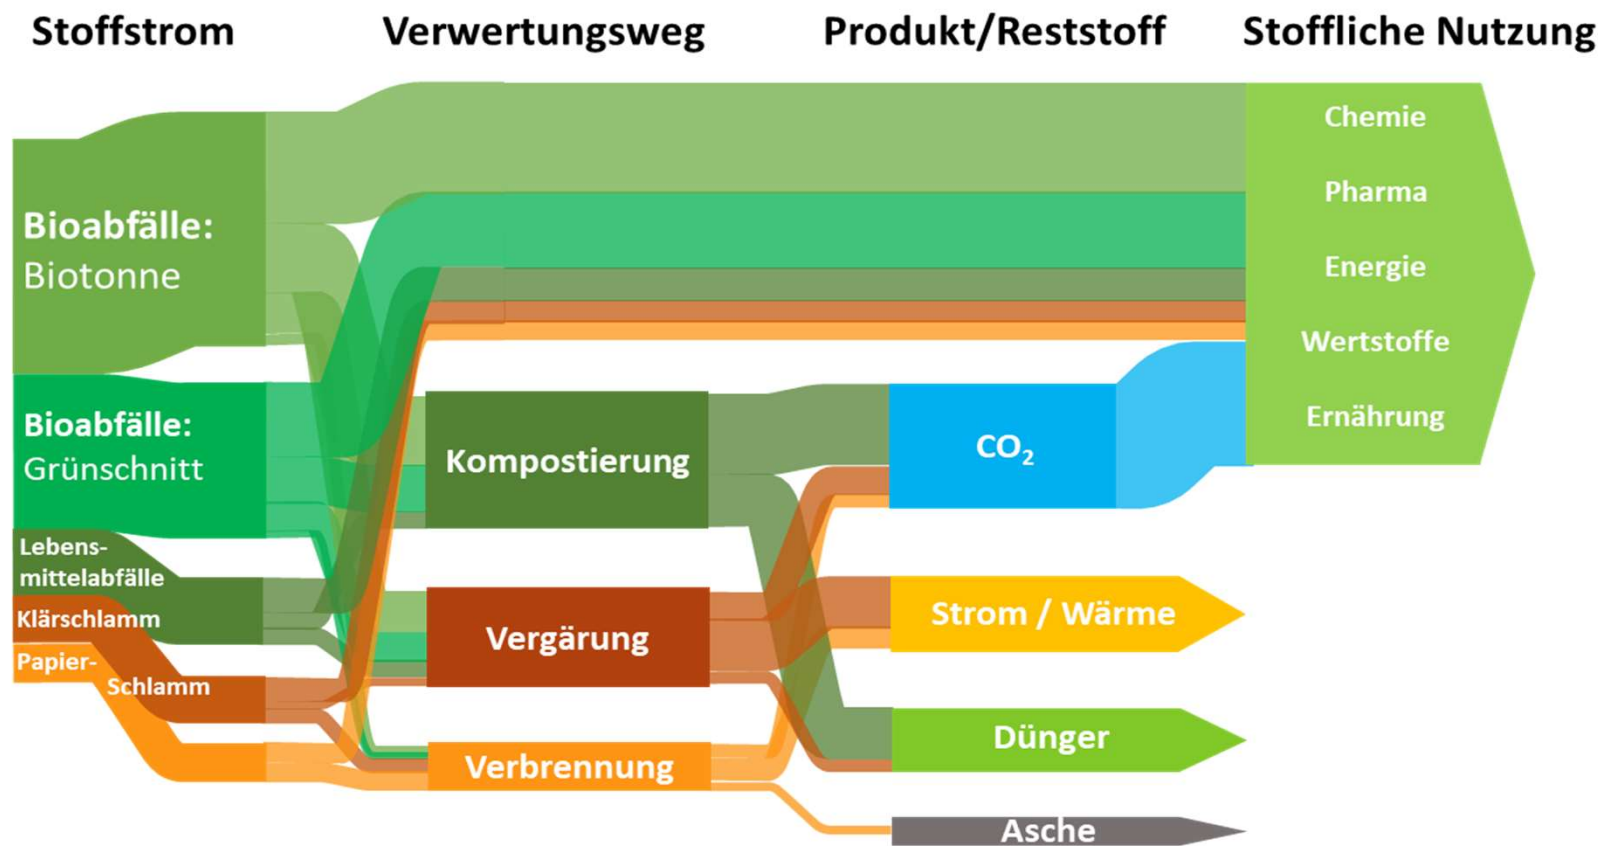 Stoffstrom
Verwertungsweg
Produkt/Reststoff
Stoffliche Nutzung
Bioabfälle:
Biotonne
Bioabfälle:
Grünschnitt
Lebens-
mittelabfälle
Klärschlamm
Papier-
Schlamm
Kompostierung
Vergärung
Verbrennung
CO₂
Strom / Wärme
Dünger
Asche
Chemie
Pharma
Energie
Wertstoffe
Ernährung